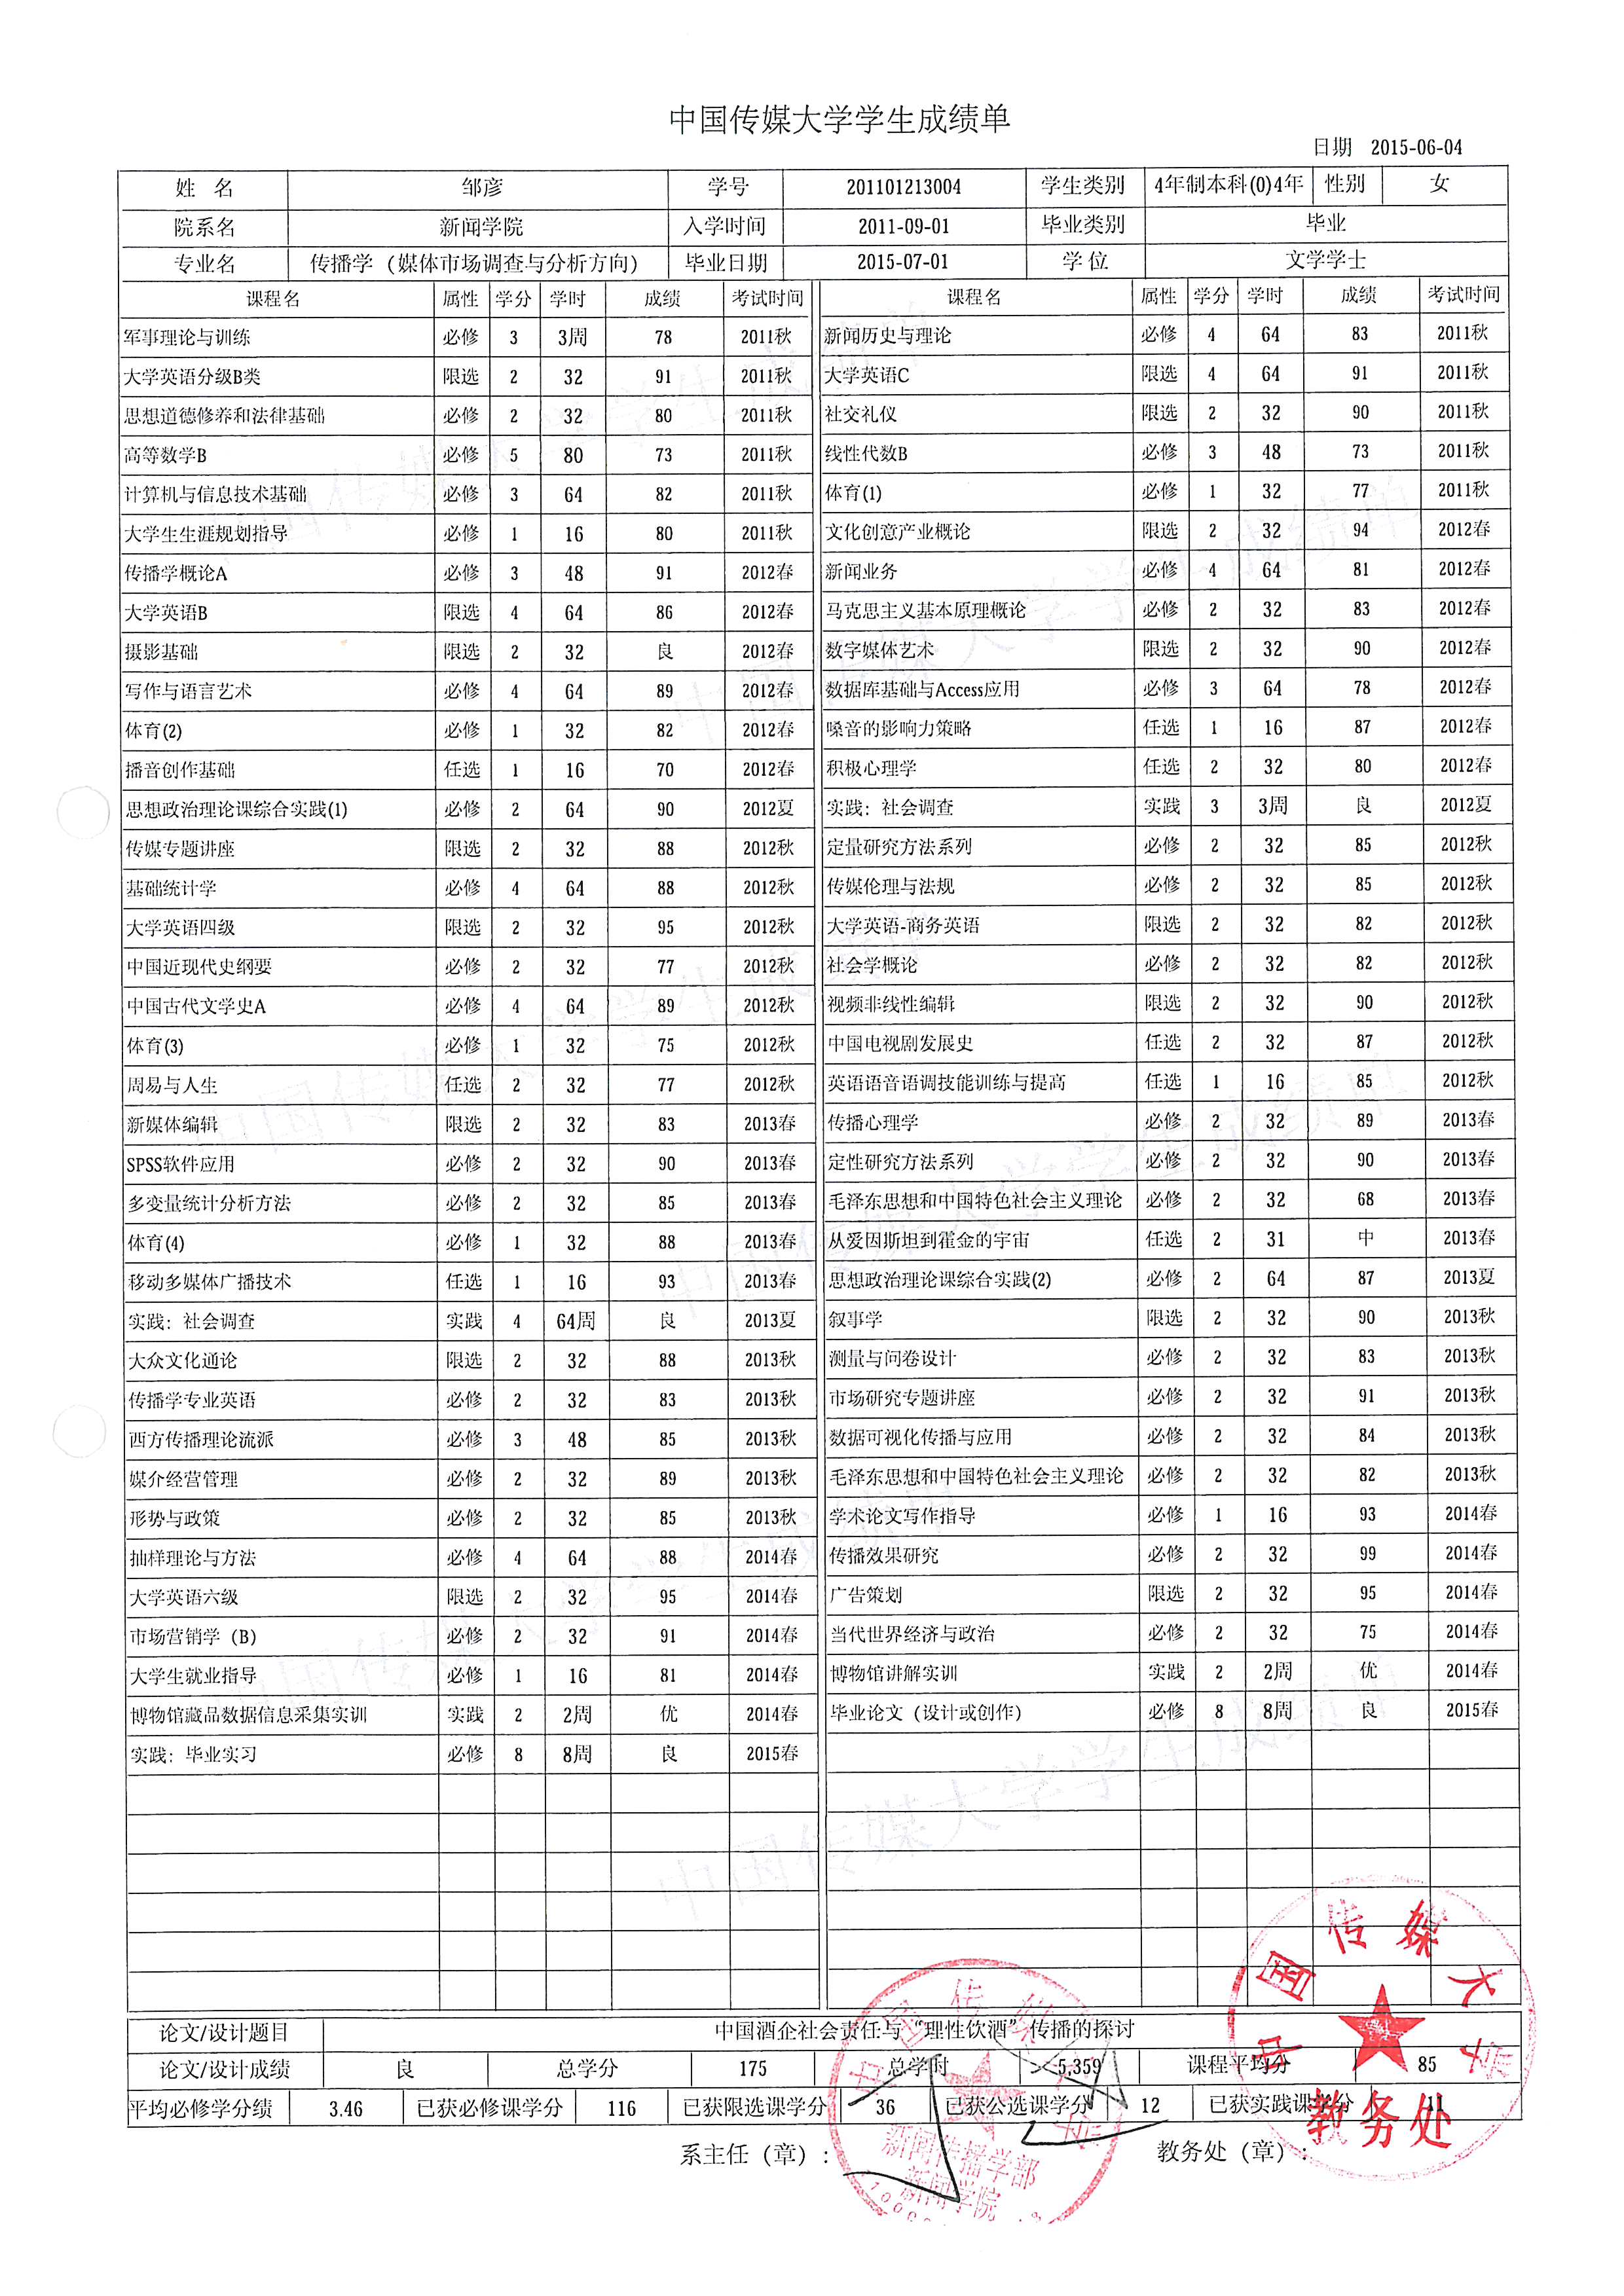 中国传媒大学学生成绩单
日期 2015-06-04
姓 名 邹彦 学号 201101213004 学生类别 4年制本科(0)4年 性别 女
院系名 新闻学院 入学时间 2011-09-01 毕业类别 毕业
专业名 传播学（媒体市场调查与分析方向） 毕业日期 2015-07-01 学 位 文学学士
课程名 属性 学分 学时 成绩 考试时间 课程名 属性 学分 学时 成绩 考试时间
军事理论与训练 必修 3 3周 78 2011秋 新闻历史与理论 必修 4 64 83 2011秋
大学英语分级B类 限选 2 32 91 2011秋 大学英语C 限选 4 64 91 2011秋
思想道德修养和法律基础 必修 2 32 80 2011秋 社交礼仪 限选 2 32 90 2011秋
高等数学B 必修 5 80 73 2011秋 线性代数B 必修 3 48 73 2011秋
计算机与信息技术基础 必修 3 64 82 2011秋 体育(1) 必修 1 32 77 2011秋
大学生生涯规划指导 必修 1 16 80 2011秋 文化创意产业概论 限选 2 32 94 2012春
传播学概论A 必修 3 48 91 2012春 新闻业务 必修 4 64 81 2012春
大学英语B 限选 4 64 86 2012春 马克思主义基本原理概论 必修 2 32 83 2012春
摄影基础 限选 2 32 良 2012春 数字媒体艺术 限选 2 32 90 2012春
写作与语言艺术 必修 4 64 89 2012春 数据库基础与Access应用 必修 3 64 78 2012春
体育(2) 必修 1 32 82 2012春 嗓音的影响力策略 任选 1 16 87 2012春
播音创作基础 任选 1 16 70 2012春 积极心理学 任选 2 32 80 2012春
思想政治理论课综合实践(1) 必修 2 64 90 2012夏 实践：社会调查 实践 3 3周 良 2012夏
传媒专题讲座 限选 2 32 88 2012秋 定量研究方法系列 必修 2 32 85 2012秋
基础统计学 必修 4 64 88 2012秋 传媒伦理与法规 必修 2 32 85 2012秋
大学英语四级 限选 2 32 95 2012秋 大学英语-商务英语 限选 2 32 82 2012秋
中国近现代史纲要 必修 2 32 77 2012秋 社会学概论 必修 2 32 82 2012秋
中国古代文学史A 必修 4 64 89 2012秋 视频非线性编辑 限选 2 32 90 2012秋
体育(3) 必修 1 32 75 2012秋 中国电视剧发展史 任选 2 32 87 2012秋
周易与人生 任选 2 32 77 2012秋 英语语音语调技能训练与提高 任选 1 16 85 2012秋
新媒体编辑 限选 2 32 83 2013春 传播心理学 必修 2 32 89 2013春
SPSS软件应用 必修 2 32 90 2013春 定性研究方法系列 必修 2 32 90 2013春
多变量统计分析方法 必修 2 32 85 2013春 毛泽东思想和中国特色社会主义理论 必修 2 32 68 2013春
体育(4) 必修 1 32 88 2013春 从爱因斯坦到霍金的宇宙 任选 2 31 中 2013春
移动多媒体广播技术 任选 1 16 93 2013春 思想政治理论课综合实践(2) 必修 2 64 87 2013夏
实践：社会调查 实践 4 64周 良 2013夏 叙事学 限选 2 32 90 2013秋
大众文化通论 限选 2 32 88 2013秋 测量与问卷设计 必修 2 32 83 2013秋
传播学专业英语 必修 2 32 83 2013秋 市场研究专题讲座 必修 2 32 91 2013秋
西方传播理论流派 必修 3 48 85 2013秋 数据可视化传播与应用 必修 2 32 84 2013秋
媒介经营管理 必修 2 32 89 2013秋 毛泽东思想和中国特色社会主义理论 必修 2 32 82 2013秋
形势与政策 必修 2 32 85 2013秋 学术论文写作指导 必修 1 16 93 2014春
抽样理论与方法 必修 4 64 88 2014春 传播效果研究 必修 2 32 99 2014春
大学英语六级 限选 2 32 95 2014春 广告策划 限选 2 32 95 2014春
市场营销学（B） 必修 2 32 91 2014春 当代世界经济与政治 必修 2 32 75 2014春
大学生就业指导 必修 1 16 81 2014春 博物馆讲解实训 实践 2 2周 优 2014春
博物馆藏品数据信息采集实训 实践 2 2周 优 2014春 毕业论文（设计或创作） 必修 8 8周 良 2015春
实践：毕业实习 必修 8 8周 良 2015春
论文/设计题目 中国酒企社会责任与“理性饮酒”传播的探讨
论文/设计成绩 良 总学分 175 总学时 5,359 课程平均分 85
平均必修学分绩 3.46 已获必修课学分 116 已获限选课学分 36 已获公选课学分 12 已获实践课学分 11
系主任（章）： 教务处（章）：
中国传媒大学
新闻传播学部
新闻学院
中国传媒大学
教务处